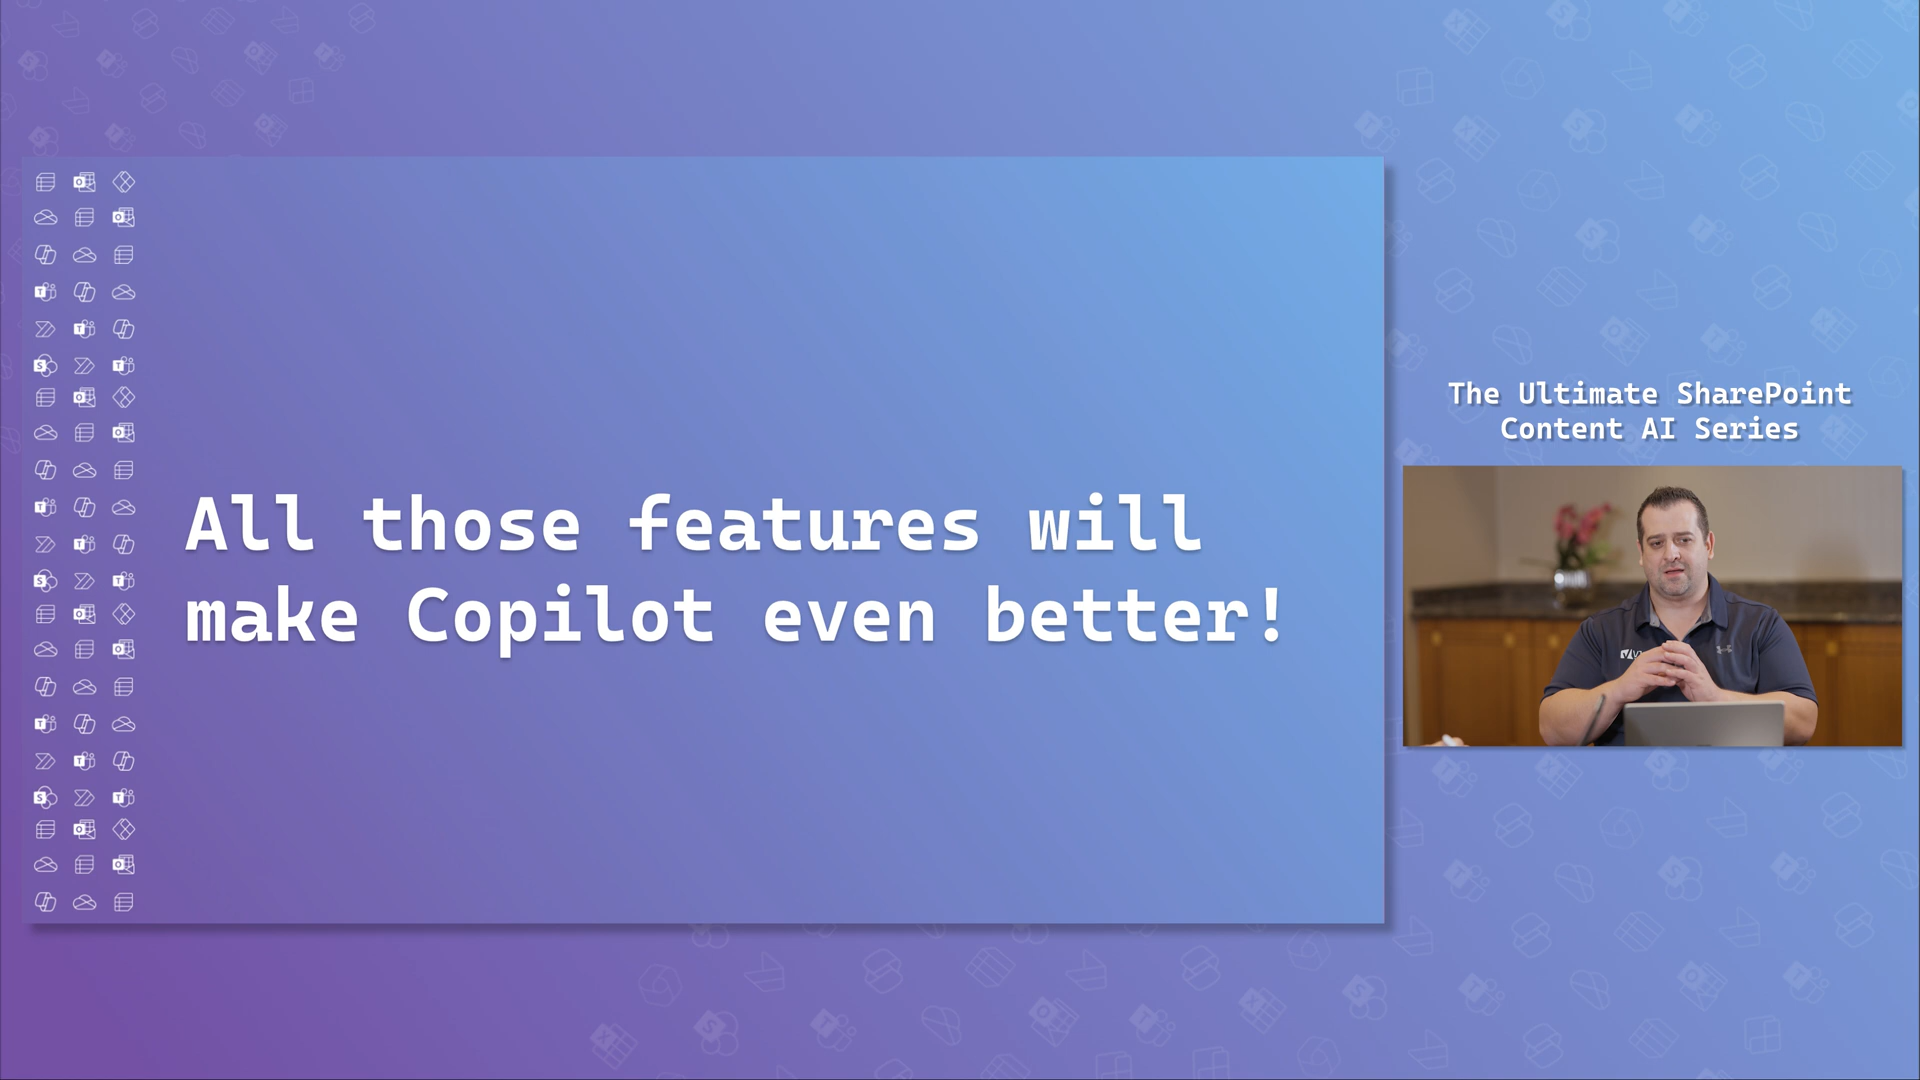 All those features will
make Copilot even better!
The Ultimate SharePoint
Content AI Series